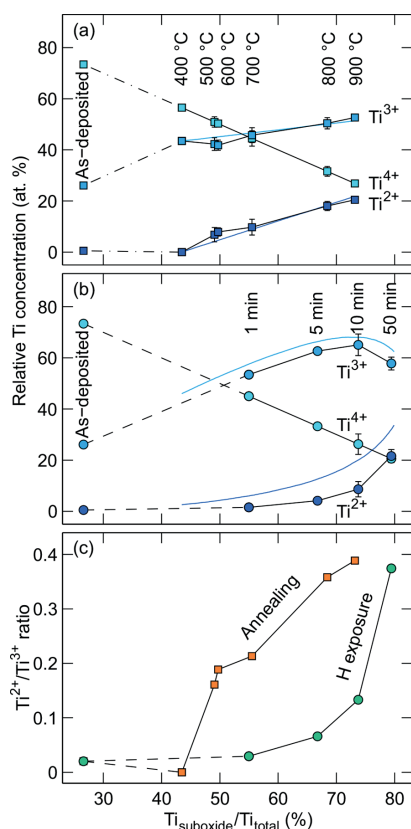 (a)
As−deposited
400 °C
500 °C
600 °C
700 °C
800 °C
900 °C
Ti3+
Ti4+
Ti2+
80
60
40
20
0
Relative Ti concentration (at. %)
(b)
As−deposited
1 min
5 min
10 min
50 min
Ti3+
Ti4+
Ti2+
80
60
40
20
0
(c)
Annealing
H exposure
0.4
0.3
0.2
0.1
0
Ti2+/Ti3+ ratio
30 40 50 60 70 80
Tisuboxide/Titotal (%)